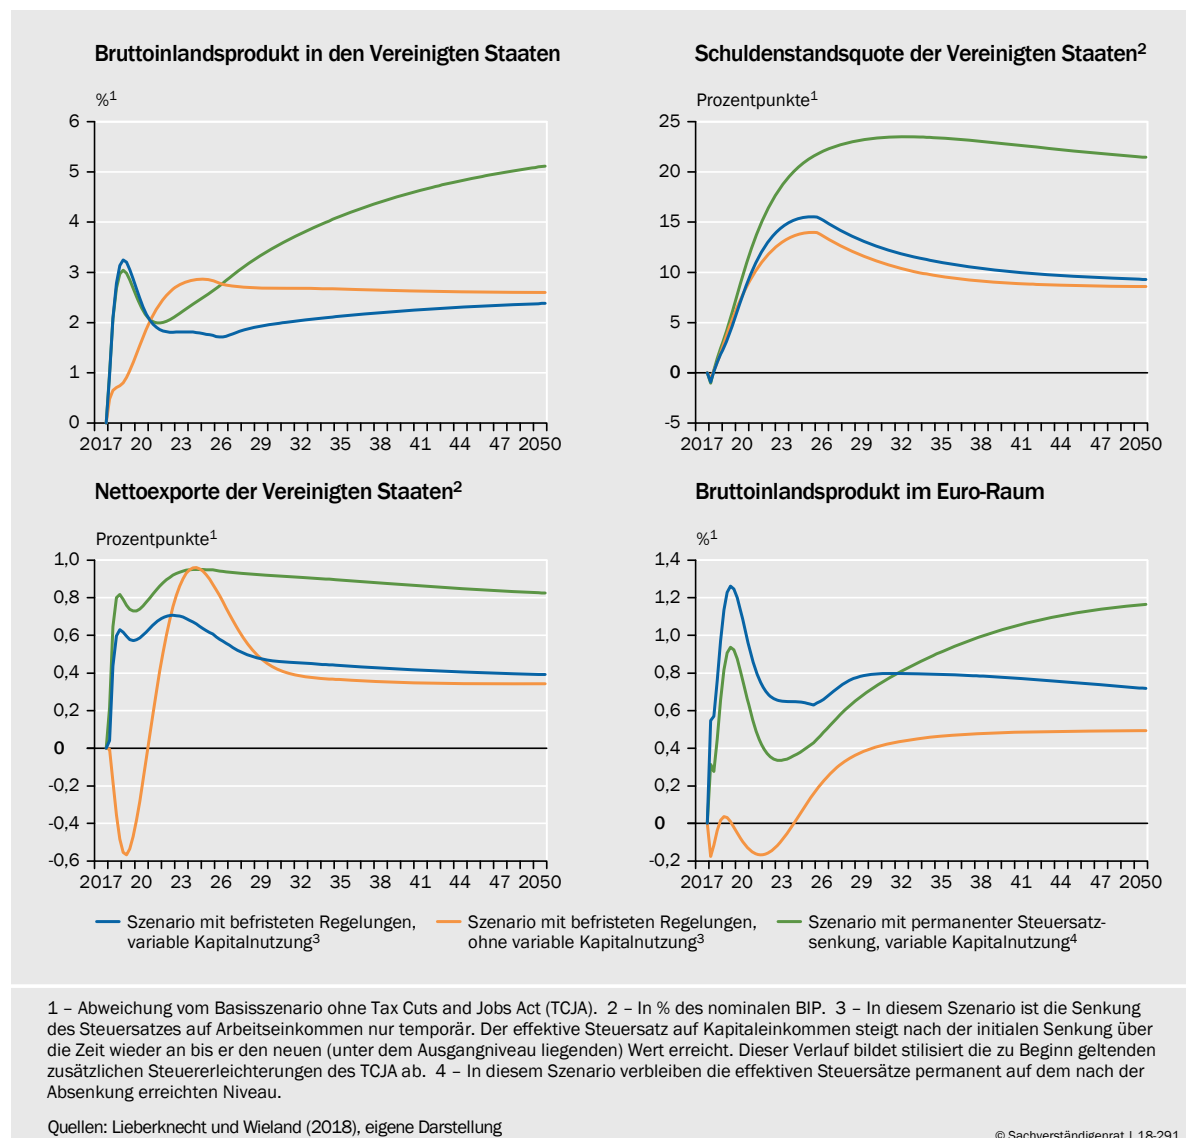 Bruttoinlandsprodukt in den Vereinigten Staaten
%1
6
5
4
3
2
1
0
2017 20 23 26 29 32 35 38 41 44 47 2050
Schuldenstandsquote der Vereinigten Staaten2
Prozentpunkte1
25
20
15
10
5
0
-5
2017 20 23 26 29 32 35 38 41 44 47 2050
Nettoexporte der Vereinigten Staaten2
Prozentpunkte1
1,0
0,8
0,6
0,4
0,2
0
-0,2
-0,4
-0,6
2017 20 23 26 29 32 35 38 41 44 47 2050
Bruttoinlandsprodukt im Euro-Raum
%1
1,4
1,2
1,0
0,8
0,6
0,4
0,2
0
-0,2
2017 20 23 26 29 32 35 38 41 44 47 2050
Szenario mit befristeten Regelungen,
variable Kapitalnutzung3
Szenario mit befristeten Regelungen,
ohne variable Kapitalnutzung3
Szenario mit permanenter Steuersatz-
senkung, variable Kapitalnutzung4
1 – Abweichung vom Basisszenario ohne Tax Cuts and Jobs Act (TCJA). 2 – In % des nominalen BIP. 3 – In diesem Szenario ist die Senkung
des Steuersatzes auf Arbeitseinkommen nur temporär. Der effektive Steuersatz auf Kapitaleinkommen steigt nach der initialen Senkung über
die Zeit wieder an bis er den neuen (unter dem Ausgangniveau liegenden) Wert erreicht. Dieser Verlauf bildet stilisiert die zu Beginn geltenden
zusätzlichen Steuererleichterungen des TCJA ab. 4 – In diesem Szenario verbleiben die effektiven Steuersätze permanent auf dem nach der
Absenkung erreichten Niveau.
Quellen: Lieberknecht und Wieland (2018), eigene Darstellung
© Sachverständigenrat | 18-291